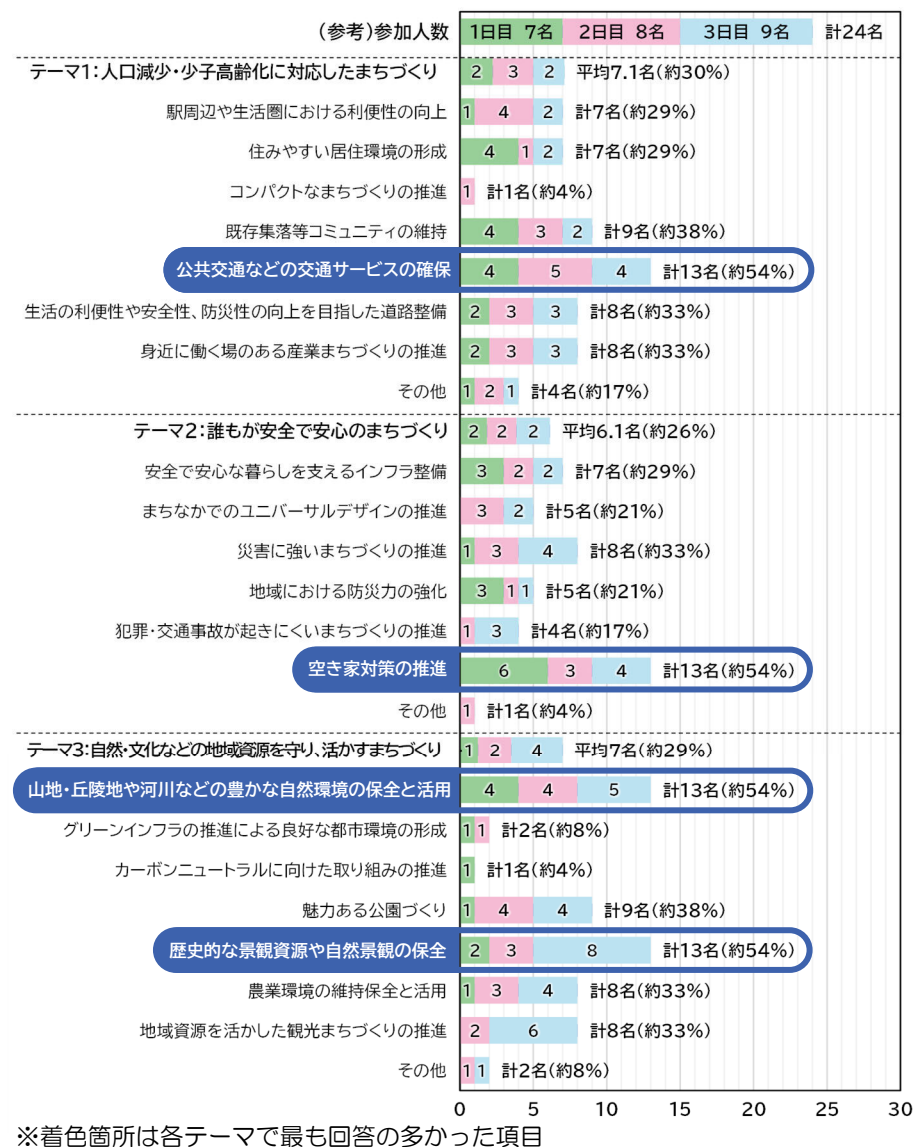 (参考)参加人数 1日目 7名 2日目 8名 3日目 9名 計24名
テーマ1:人口減少・少子高齢化に対応したまちづくり 2 3 2 平均7.1名(約30%)
駅周辺や生活圏における利便性の向上 1 4 2 計7名(約29%)
住みやすい居住環境の形成 4 1 2 計7名(約29%)
コンパクトなまちづくりの推進 1 計1名(約4%)
既存集落等コミュニティの維持 4 3 2 計9名(約38%)
公共交通などの交通サービスの確保 4 5 4 計13名(約54%)
生活の利便性や安全性、防災性の向上を目指した道路整備 2 3 3 計8名(約33%)
身近に働く場のある産業まちづくりの推進 2 3 3 計8名(約33%)
その他 1 2 1 計4名(約17%)
テーマ2:誰もが安全で安心のまちづくり 2 2 2 平均6.1名(約26%)
安全で安心な暮らしを支えるインフラ整備 3 2 2 計7名(約29%)
まちなかでのユニバーサルデザインの推進 3 2 計5名(約21%)
災害に強いまちづくりの推進 1 3 4 計8名(約33%)
地域における防災力の強化 3 1 1 計5名(約21%)
犯罪・交通事故が起きにくいまちづくりの推進 1 3 計4名(約17%)
空き家対策の推進 6 3 4 計13名(約54%)
その他 1 計1名(約4%)
テーマ3:自然・文化などの地域資源を守り、活かすまちづくり 1 2 4 平均7名(約29%)
山地・丘陵地や河川などの豊かな自然環境の保全と活用 4 4 5 計13名(約54%)
グリーンインフラの推進による良好な都市環境の形成 1 1 計2名(約8%)
カーボンニュートラルに向けた取り組みの推進 計1名(約4%)
魅力ある公園づくり 1 4 4 計9名(約38%)
歴史的な景観資源や自然景観の保全 2 3 8 計13名(約54%)
農業環境の維持保全と活用 1 3 4 計8名(約33%)
地域資源を活かした観光まちづくりの推進 2 6 計8名(約33%)
その他 1 1 計2名(約8%)
0 5 10 15 20 25 30
※着色箇所は各テーマで最も回答の多かった項目